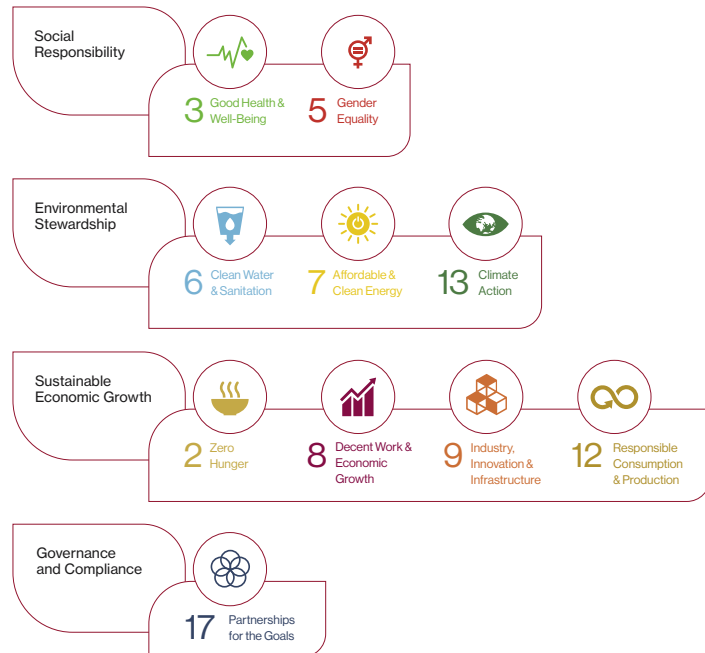 Social
Responsibility
3 Good Health &
Well-Being
5 Gender
Equality
Environmental
Stewardship
6 Clean Water
& Sanitation
7 Affordable &
Clean Energy
13 Climate
Action
Sustainable
Economic Growth
2 Zero
Hunger
8 Decent Work &
Economic
Growth
9 Industry,
Innovation &
Infrastructure
12 Responsible
Consumption
& Production
Governance
and Compliance
17 Partnerships
for the Goals